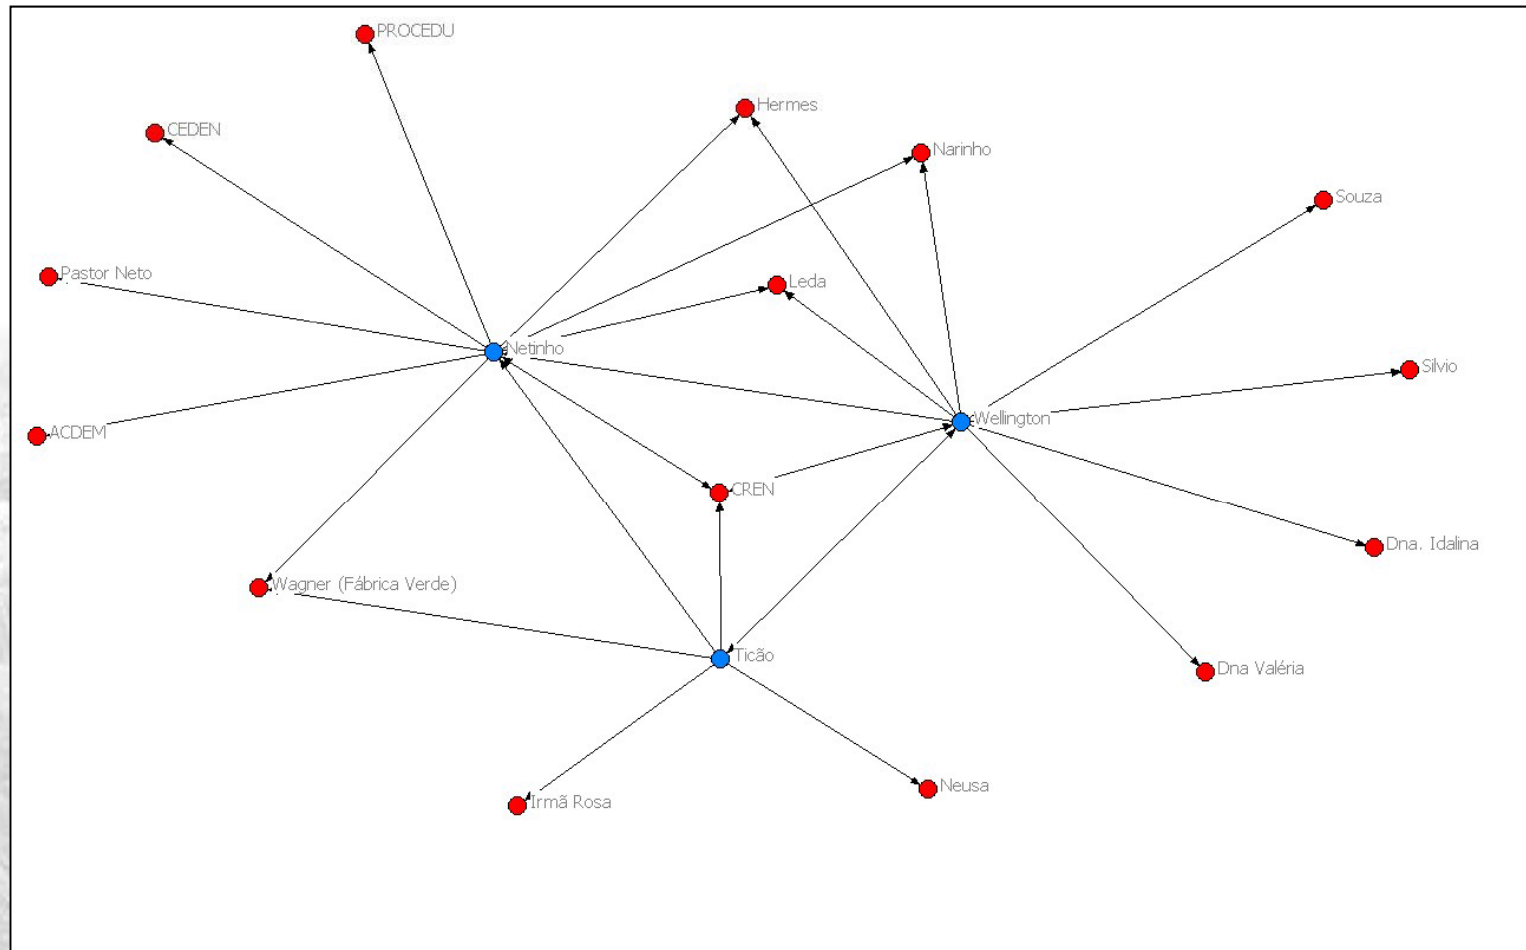 PROCEDU
Hermes
CEDEN
Narinho
Souza
Pastor Neto
Leda
Netinho
Silvio
Wellington
ACDEM
CREN
Dna. Idalina
Wagner (Fábrica Verde)
Ticão
Dna Valéria
Neusa
Irmã Rosa